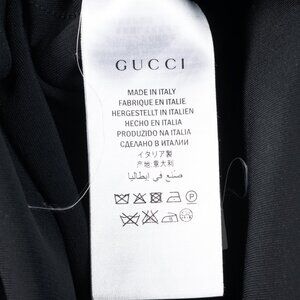 GUCCI
MADE IN ITALY
FABRIQUE EN ITALIE
HERGESTELLT IN ITALIEN
HECHO EN ITALIA
PRODUZIDO NA ITÁLIA
СДЕЛАНО В ИТАЛИИ
イタリア製
产地:意大利
صنع في إيطاليا